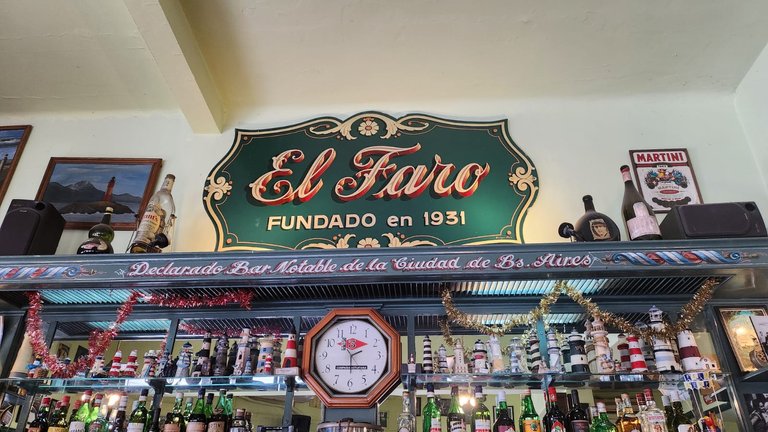 El Faro
FUNDADO en 1931
MARTINI
Declarado Bar Notable de la Ciudad de Bs. Aires